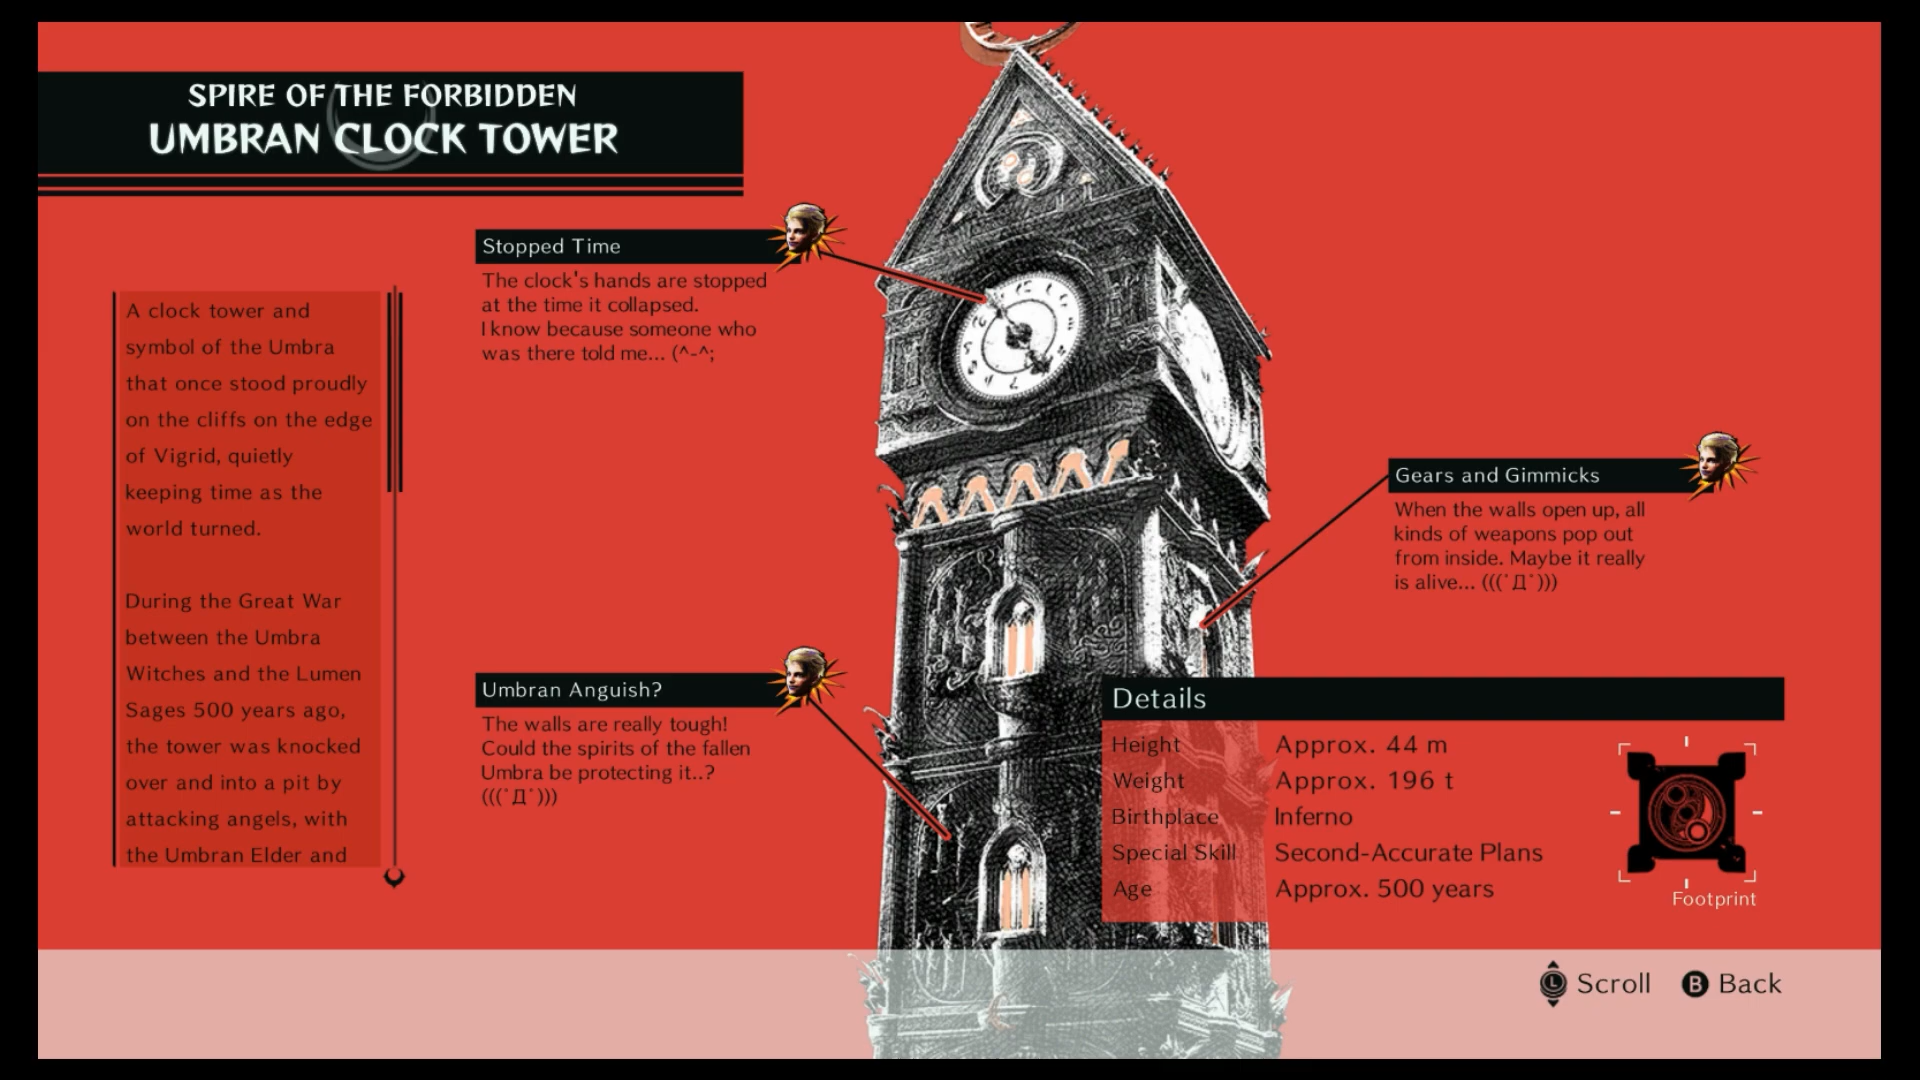 SPIRE OF THE FORBIDDEN
UMBRAN CLOCK TOWER
A clock tower and
symbol of the Umbra
that once stood proudly
on the cliffs on the edge
of Vigrid, quietly
keeping time as the
world turned.
During the Great War
between the Umbra
Witches and the Lumen
Sages 500 years ago,
the tower was knocked
over and into a pit by
attacking angels, with
the Umbran Elder and
Stopped Time
The clock's hands are stopped
at the time it collapsed.
I know because someone who
was there told me... (^-^;
Umbran Anguish?
The walls are really tough!
Could the spirits of the fallen
Umbra be protecting it..?
(((ﾟДﾟ)))
Gears and Gimmicks
When the walls open up, all
kinds of weapons pop out
from inside. Maybe it really
is alive... (((ﾟДﾟ)))
Details
Height Approx. 44 m
Weight Approx. 196 t
Birthplace Inferno
Special Skill Second-Accurate Plans
Age Approx. 500 years
Footprint
L Scroll B Back